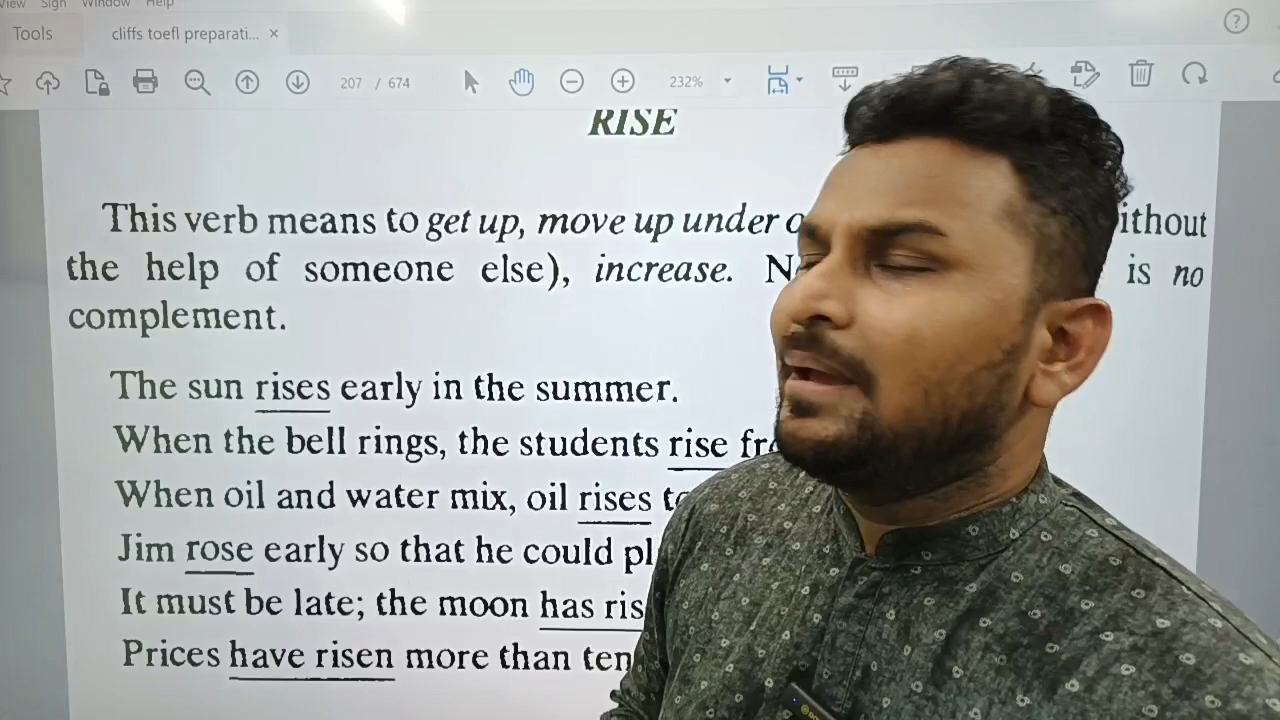 View Sign Window Help
Tools cliffs toefl preparati... ×
207 / 674 232%
RISE
This verb means to get up, move up under ithout
the help of someone else), increase. is no
complement.
The sun rises early in the summer.
When the bell rings, the students rise
When oil and water mix, oil rises
Jim rose early so that he could
It must be late; the moon has
Prices have risen more than ten